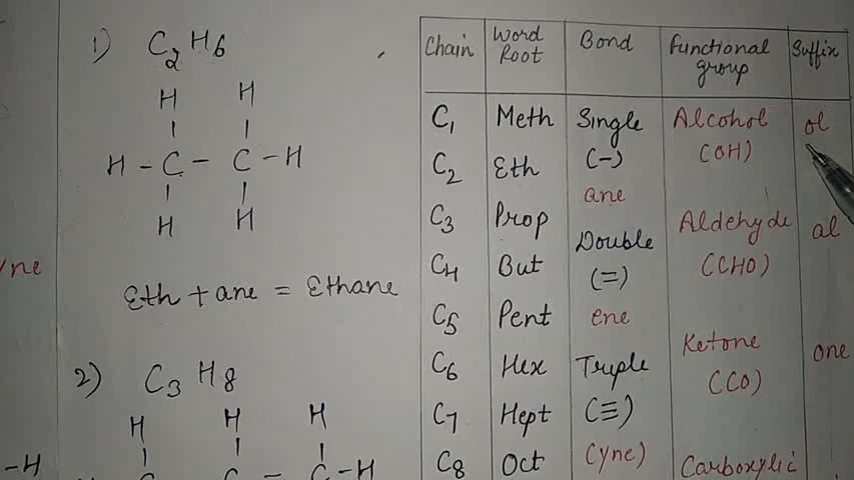 1) C2H6
H H
H - C - C - H
H H
Eth + ane = Ethane
2) C3H8
H H H
C C - C - H
yne
-H
Chain Word Root Bond Functional group Suffix
C1 Meth Single Alcohol ol
C2 Eth (-) (OH)
ane
C3 Prop Double Aldehyde al
C4 But (=) (CHO)
C5 Pent ene
C6 Hex Triple Ketone one
C7 Hept (≡) (CO)
C8 Oct (yne) Carboxylic